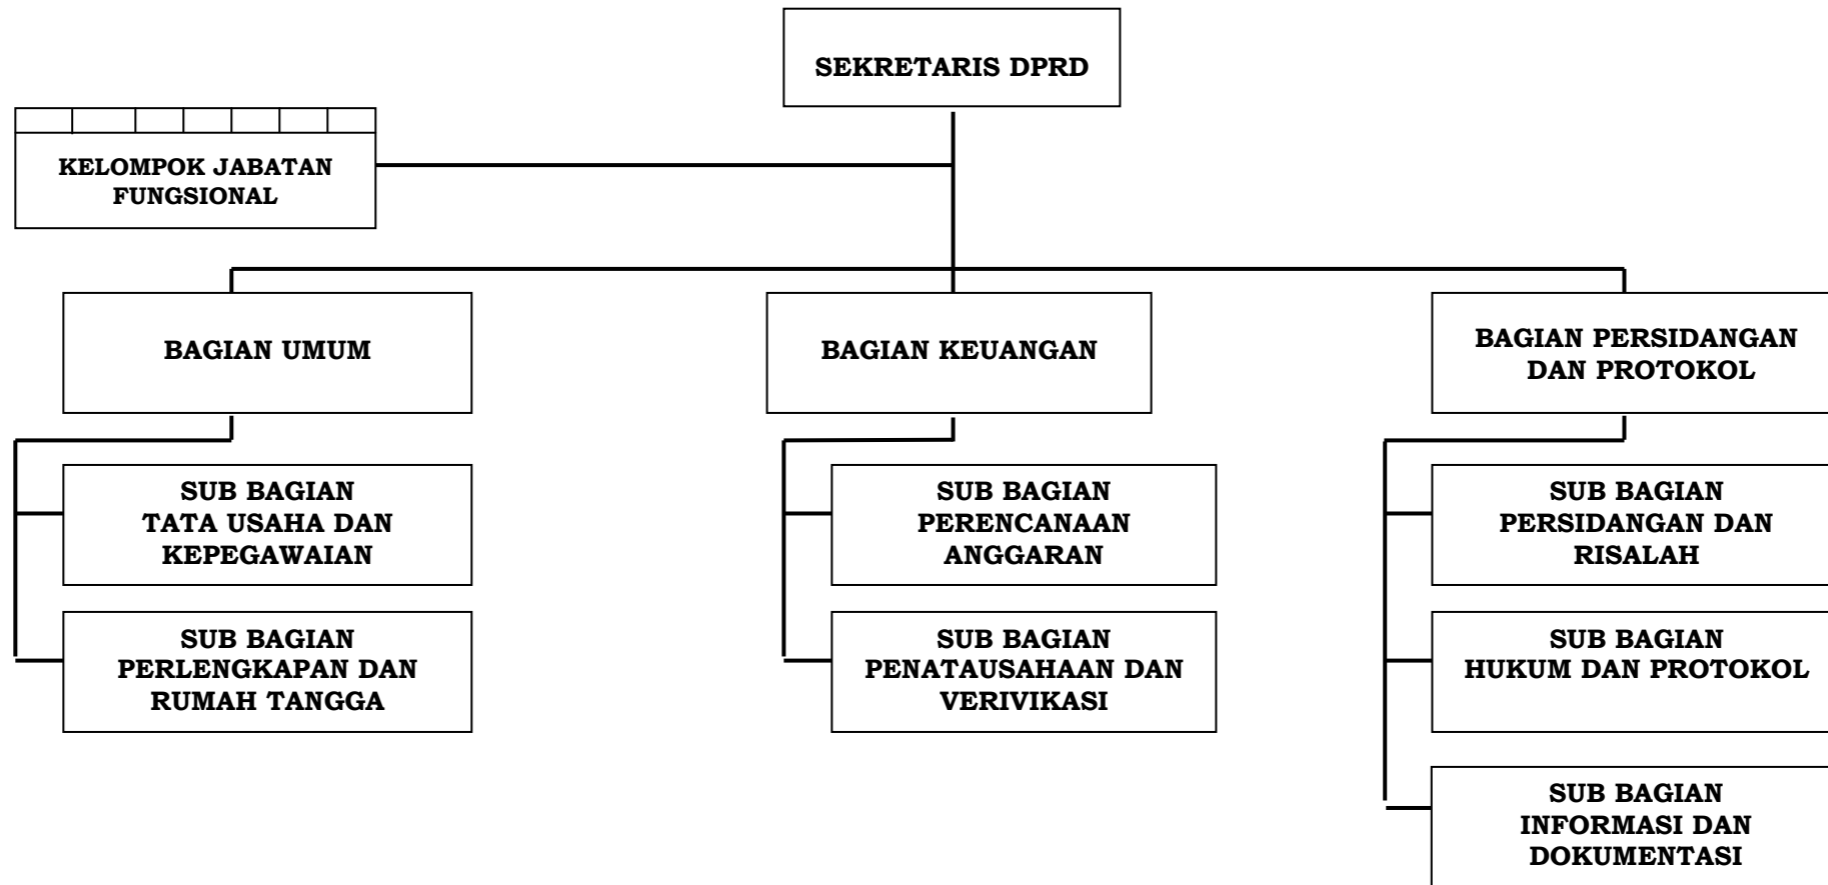 SEKRETARIS DPRD
KELOMPOK JABATAN
FUNGSIONAL
BAGIAN UMUM
BAGIAN KEUANGAN
BAGIAN PERSIDANGAN
DAN PROTOKOL
SUB BAGIAN
TATA USAHA DAN
KEPEGAWAIAN
SUB BAGIAN
PERENCANAAN
ANGGARAN
SUB BAGIAN
PERSIDANGAN DAN
RISALAH
SUB BAGIAN
PERLENGKAPAN DAN
RUMAH TANGGA
SUB BAGIAN
PENATAUSAHAAN DAN
VERIVIKASI
SUB BAGIAN
HUKUM DAN PROTOKOL
SUB BAGIAN
INFORMASI DAN
DOKUMENTASI